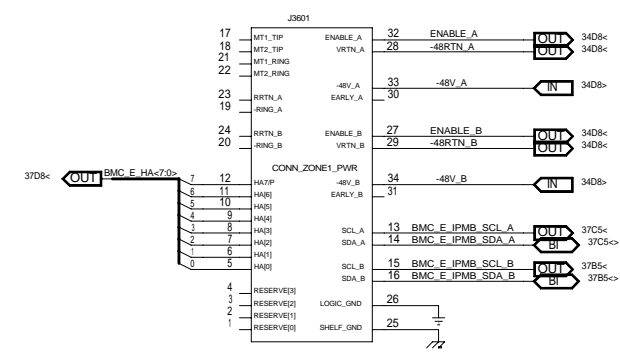 J3601
17 MT1_TIP ENABLE_A 32 ENABLE_A OUT 34D8<
18 MT2_TIP VRTN_A 28 -48RTN_A OUT 34D8<
21 MT1_RING
22 MT2_RING
-48V_A 33 -48V_A IN 34D8>
23 RRTN_A EARLY_A 30
19 -RING_A
24 RRTN_B ENABLE_B 27 ENABLE_B OUT 34D8<
20 -RING_B VRTN_B 29 -48RTN_B OUT 34D8<
CONN_ZONE1_PWR
37D8< OUT BMC_E_HA<7:0> 7 12 HA7/P -48V_B 34 -48V_B IN 34D8>
6 11 HA[6] EARLY_B 31
5 10 HA[5]
4 9 HA[4]
3 8 HA[3] SCL_A 13 BMC_E_IPMB_SCL_A OUT 37C5<
2 7 HA[2] SDA_A 14 BMC_E_IPMB_SDA_A BI 37C5<>
1 6 HA[1]
0 5 HA[0] SCL_B 15 BMC_E_IPMB_SCL_B OUT 37B5<
SDA_B 16 BMC_E_IPMB_SDA_B BI 37B5<>
4 RESERVE[3]
3 RESERVE[2] LOGIC_GND 26
2 RESERVE[1]
1 RESERVE[0] SHELF_GND 25